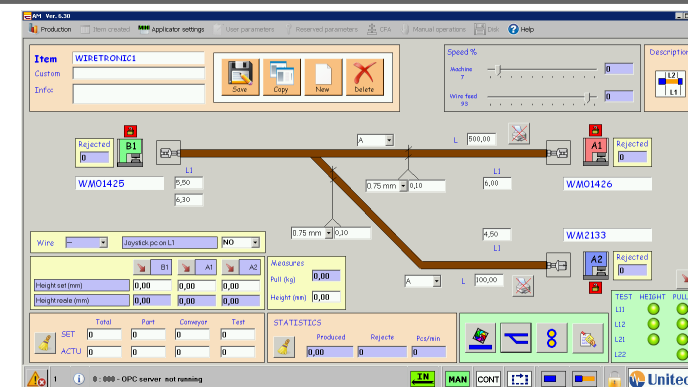 AM Ver. 6.30
Production Item created Applicator settings User parameters Reserved parameters CFA Manual operations Disk Help
Item WIRETRONIC1
Custom
Info:
Save Copy New Delete
Speed %
Machine
7
0
Wire feed
93
0
Description
L2
L1
Rejected
0
B1
A
L 500,00
A1
Rejected
0
WM01425
L1
5,50
6,30
0.75 mm 0,10
L1
6,00
WM01426
0.75 mm 0,10
4,50
L1
WM2133
A2
Rejected
0
A
L 100,00
Wire --- Joystick pc on L1 NO
B1 A1 A2
Height set (mm) 0,00 0,00 0,00
Height reale (mm) 0,00 0,00 0,00
Measures
Pull (kg) 0,00
Height (mm) 0,00
TEST HEIGHT PULL
L11
L12
L21
L22
Total Part Conveyor Test
SET 0 0 0 0
ACTU 0 0 0 0
STATISTICS
Produced Rejecte Pcs/min
0,00 0 0
1 0 : 000 - OPC server not running
IN MAN CONT
United